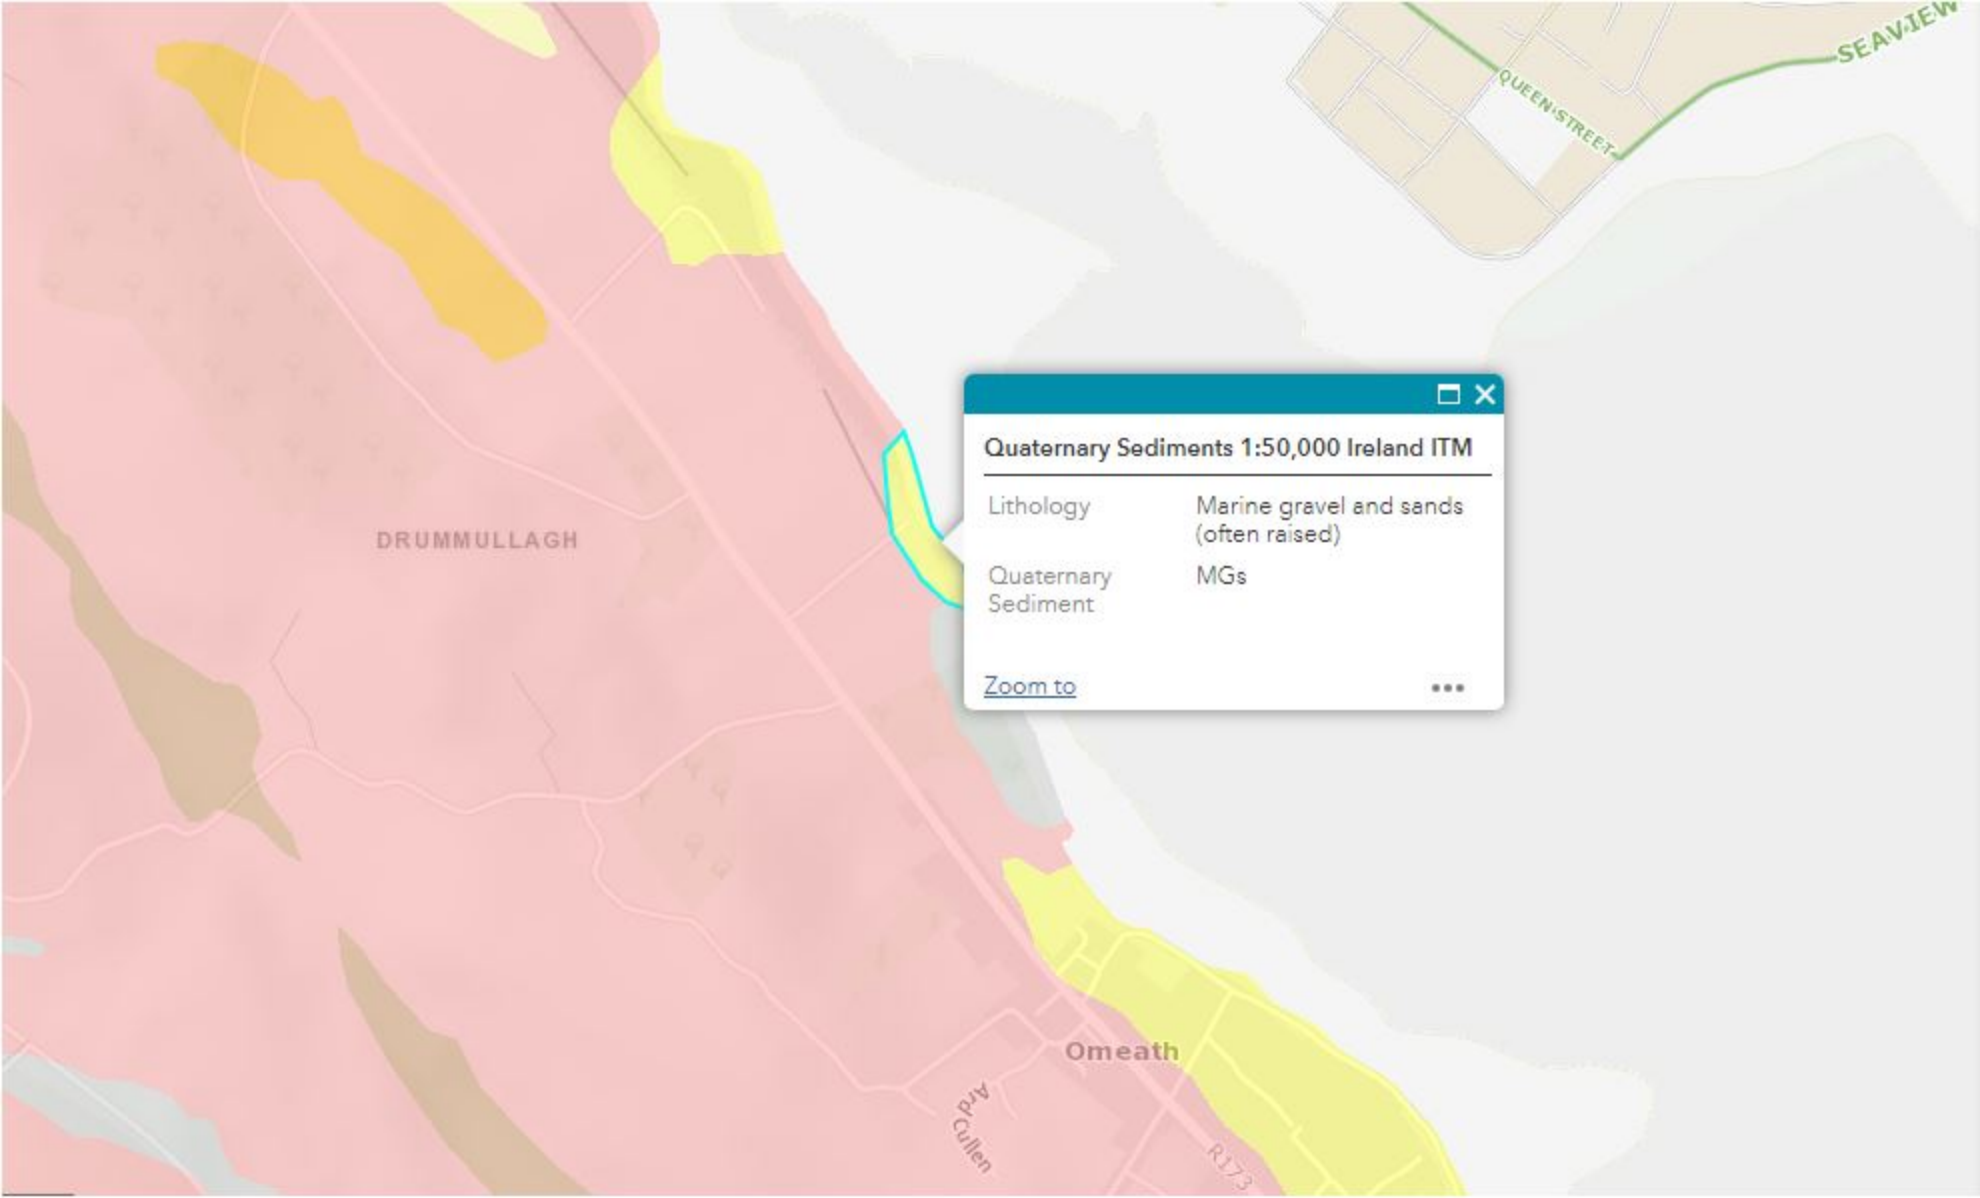 SEAVIEW
QUEEN STREET
Quaternary Sediments 1:50,000 Ireland ITM
Lithology
Marine gravel and sands
(often raised)
Quaternary
Sediment
MGs
Zoom to
DRUMMULLAGH
Omeath
Ard Cullen
R173